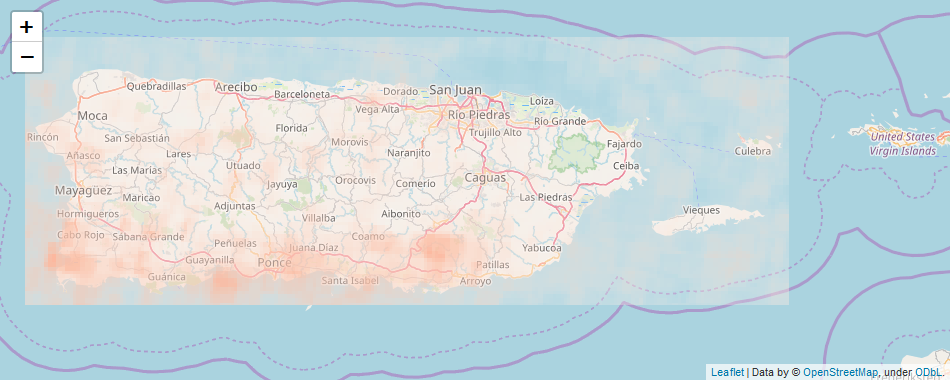 +
−
Quebradillas
Arecibo
Barceloneta
Dorado
San Juan
Loíza
Moca
Vega Alta
Río Piedras
Río Grande
Florida
Trujillo Alto
Rincón
San Sebastián
Morovis
Fajardo
United States
Virgin Islands
Añasco
Lares
Naranjito
Culebra
Las Marías
Utuado
Ceiba
Mayagüez
Jayuya
Orocovis
Comerio
Caguas
Maricao
Las Piedras
Hormigueros
Adjuntas
Villalba
Aibonito
Vieques
Cabo Rojo
Sábana Grande
Peñuelas
Juana Díaz
Coamo
Yabucoa
Guayanilla
Ponce
Patillas
Guánica
Santa Isabel
Arroyo
Leaflet | Data by © OpenStreetMap, under ODbL.